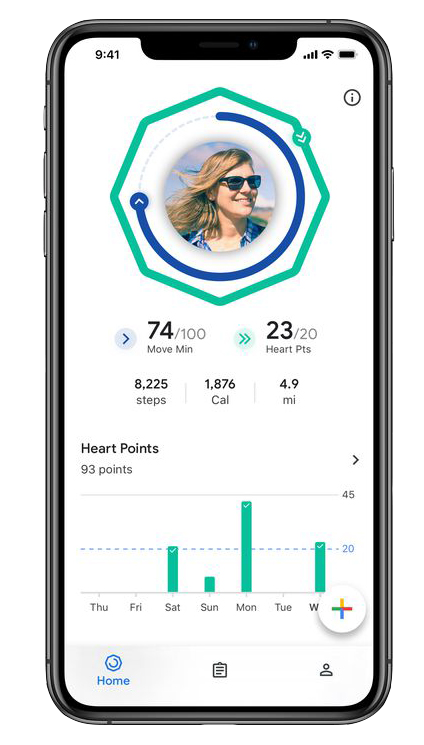 9:41
74/100
Move Min
23/20
Heart Pts
8,225
steps
1,876
Cal
4.9
mi
Heart Points
93 points
45
20
Thu Fri Sat Sun Mon Tue W
Home